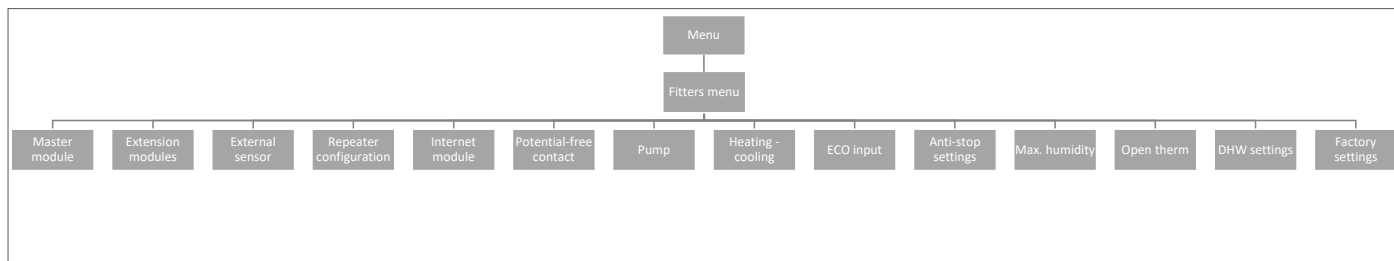 Menu
Fitters menu
Master
module
Extension
modules
External
sensor
Repeater
configuration
Internet
module
Potential-free
contact
Pump
Heating -
cooling
ECO input
Anti-stop
settings
Max. humidity
Open therm
DHW settings
Factory
settings